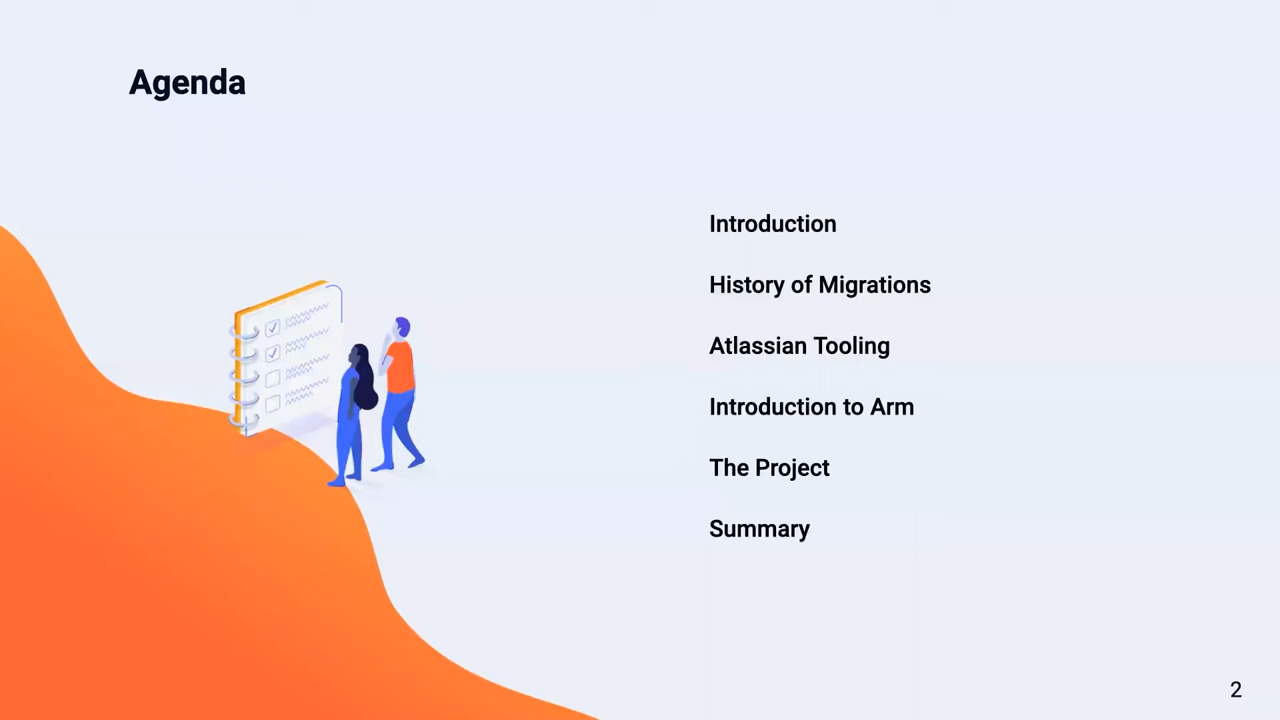 Agenda
Introduction
History of Migrations
Atlassian Tooling
Introduction to Arm
The Project
Summary
2